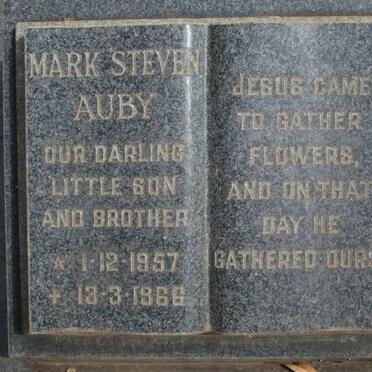 MARK STEVEN
AUBY
OUR DARLING
LITTLE SON
AND BROTHER
* 1·12·1957
+ 13·3·1966
JESUS CAME
TO GATHER
FLOWERS,
AND ON THAT
DAY HE
GATHERED OURS